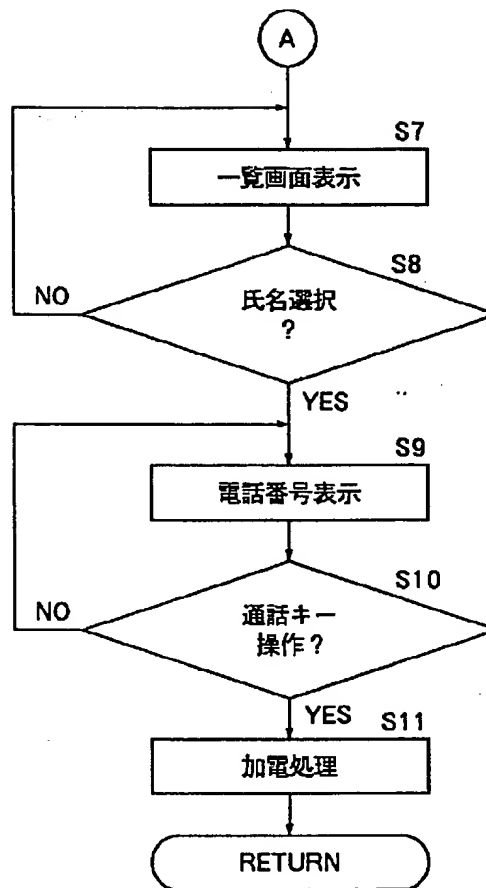 A
S7
一覧画面表示
S8
氏名選択
?
NO
YES
S9
電話番号表示
S10
通話キー
操作?
NO
YES
S11
加電処理
RETURN